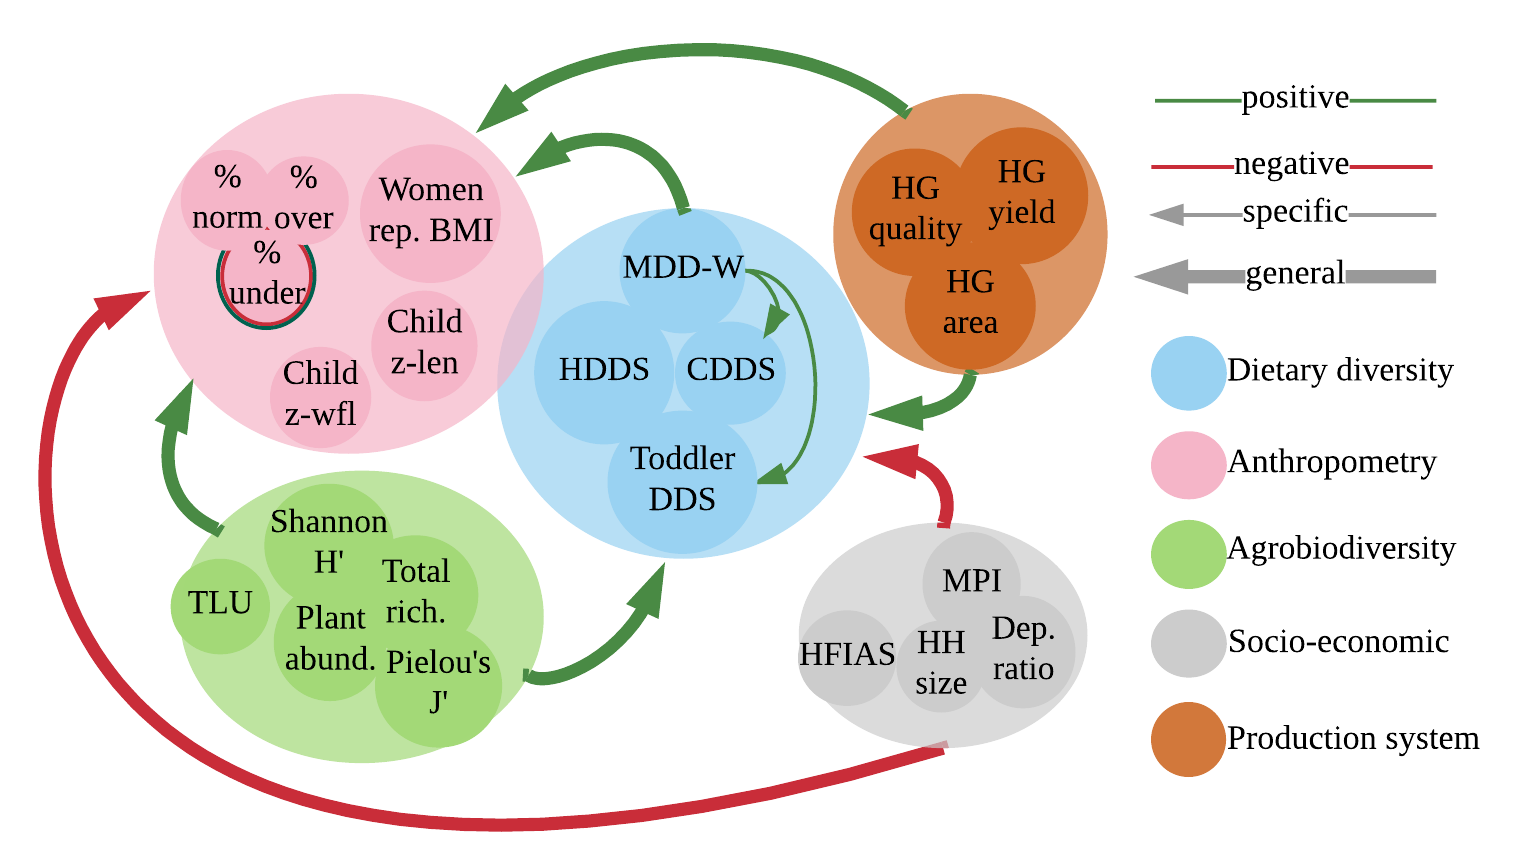 %
norm.
%
over
%
under
Women
rep. BMI
Child
z-len
Child
z-wfl
MDD-W
HDDS
CDDS
Toddler
DDS
HG
quality
HG
yield
HG
area
Shannon
H'
TLU
Total
rich.
Plant
abund.
Pielou's
J'
MPI
HFIAS
HH
size
Dep.
ratio
positive
negative
specific
general
Dietary diversity
Anthropometry
Agrobiodiversity
Socio-economic
Production system